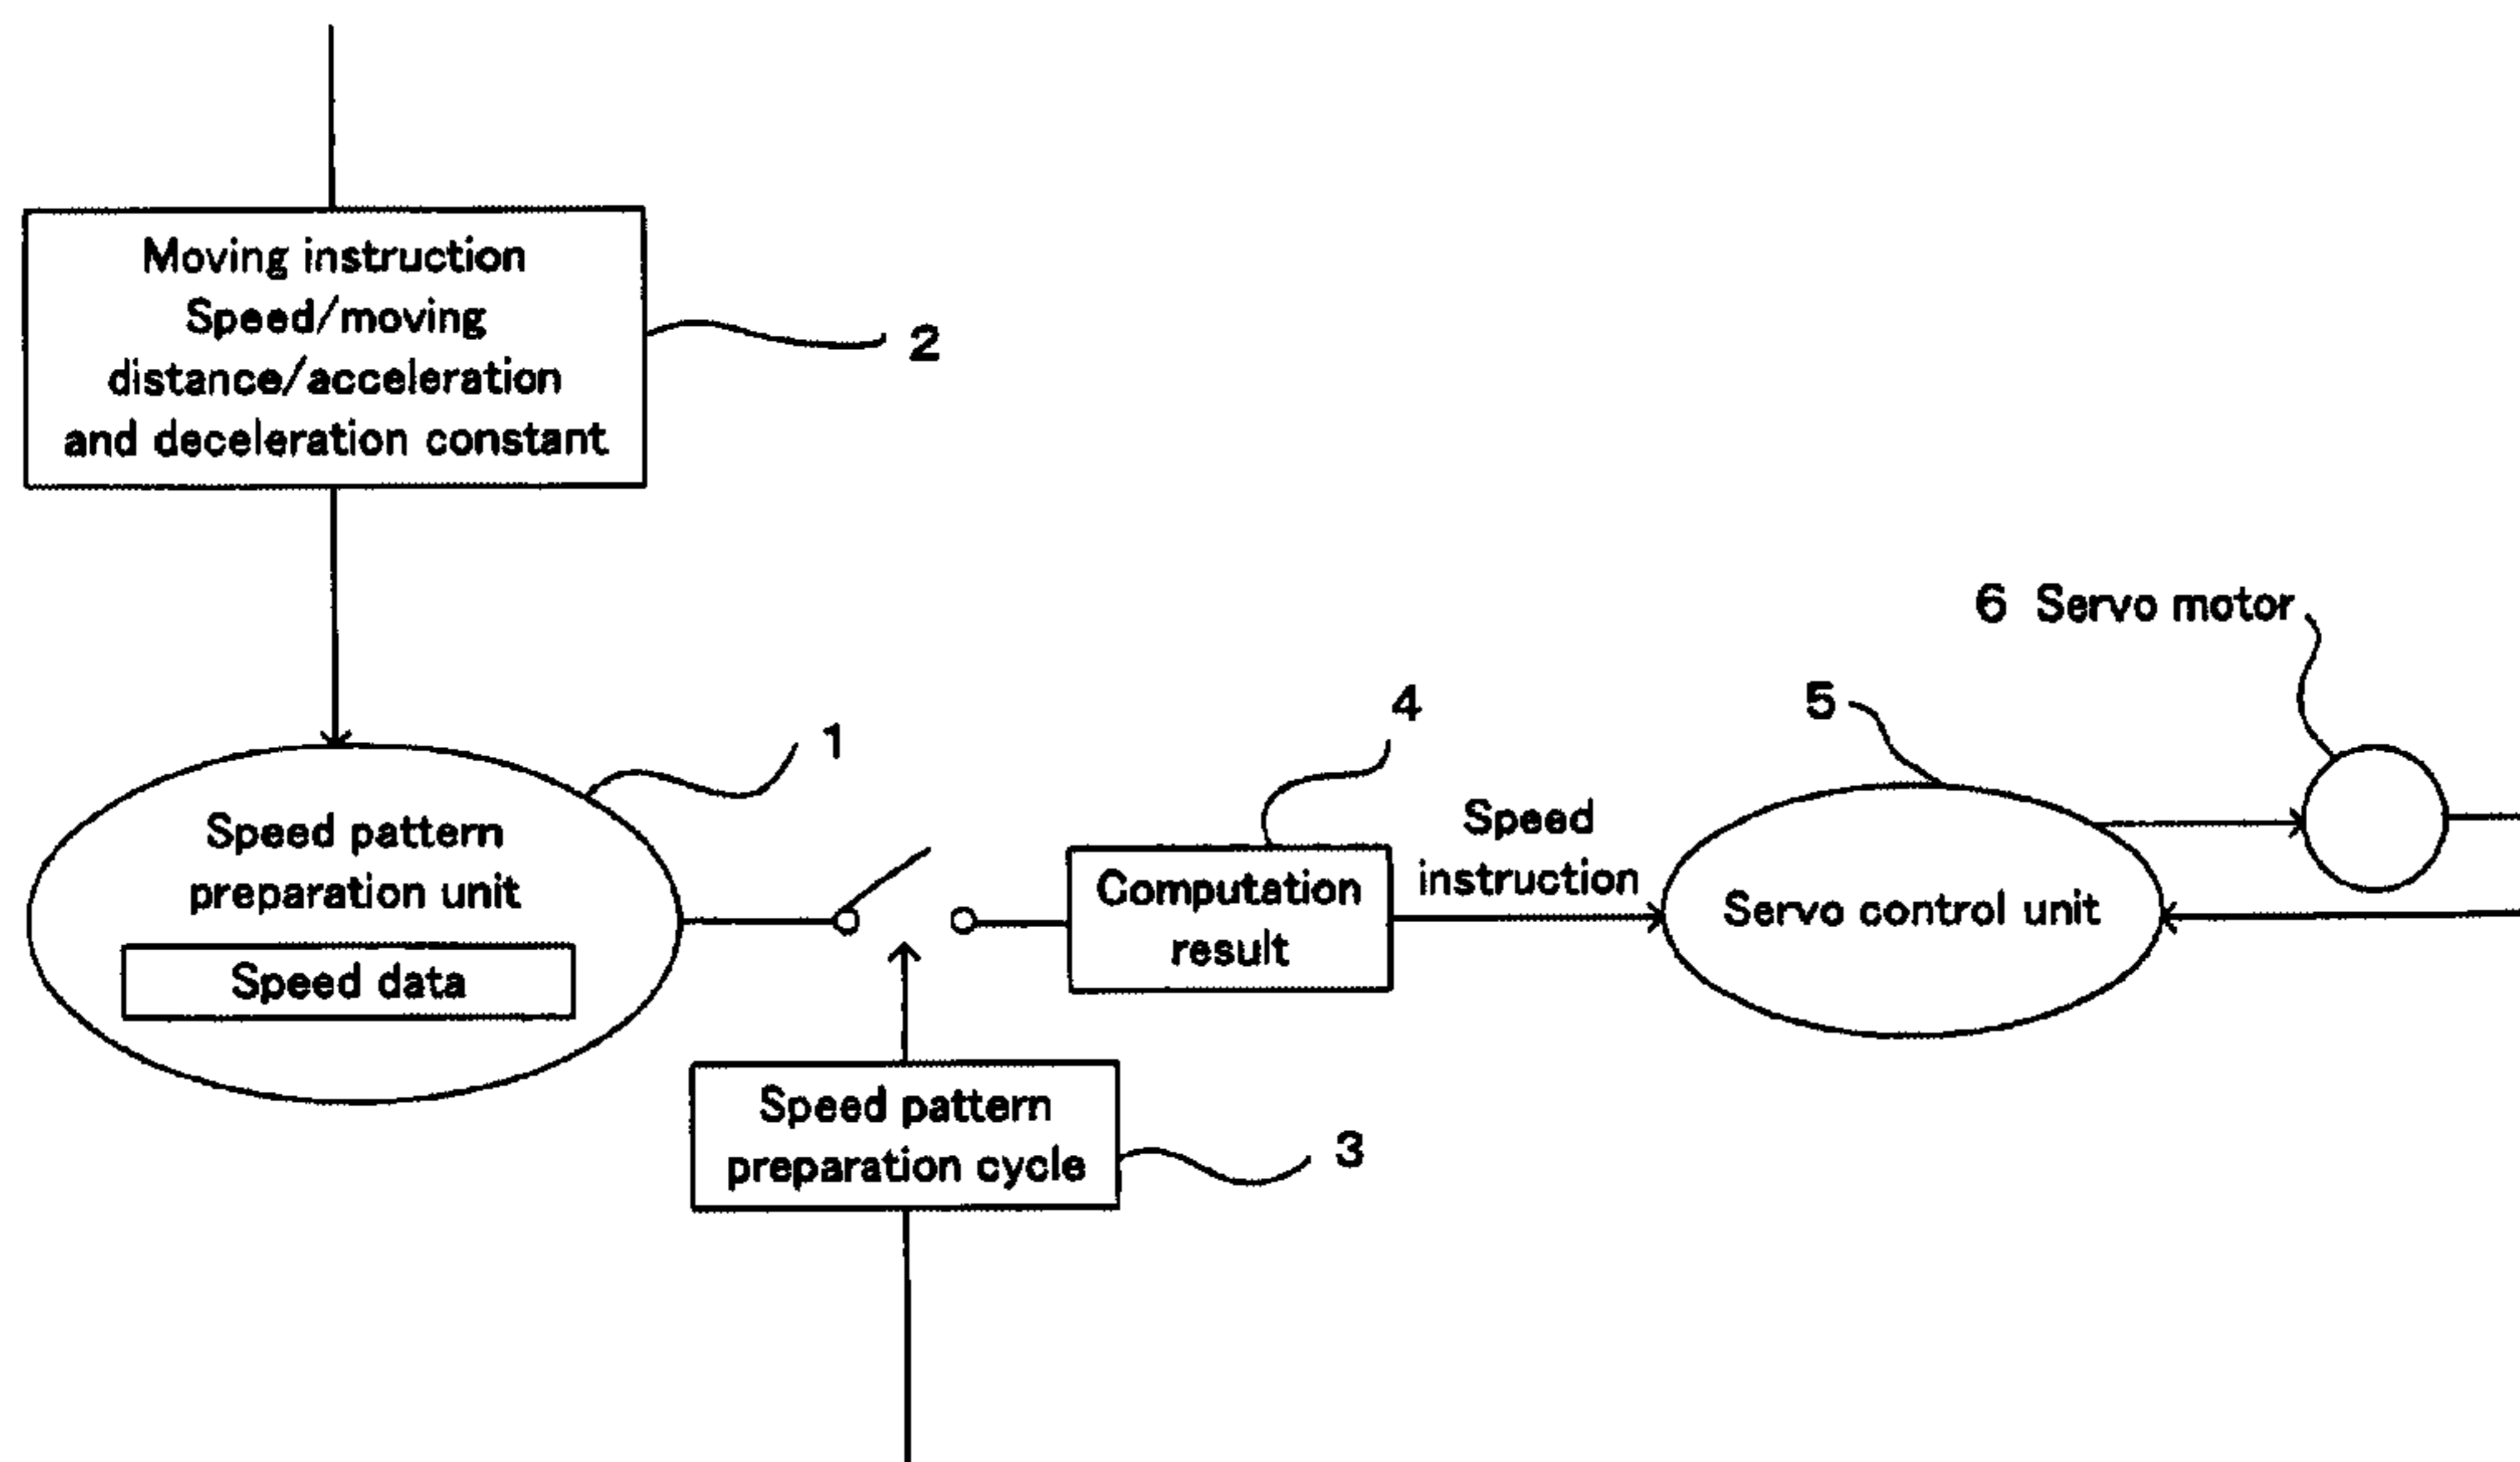 Moving instruction
Speed/moving
distance/acceleration
and deceleration constant
2
6 Servo motor
1
4
5
Speed pattern
preparation unit
Speed data
Computation
result
Speed
instruction
Servo control unit
Speed pattern
preparation cycle
3